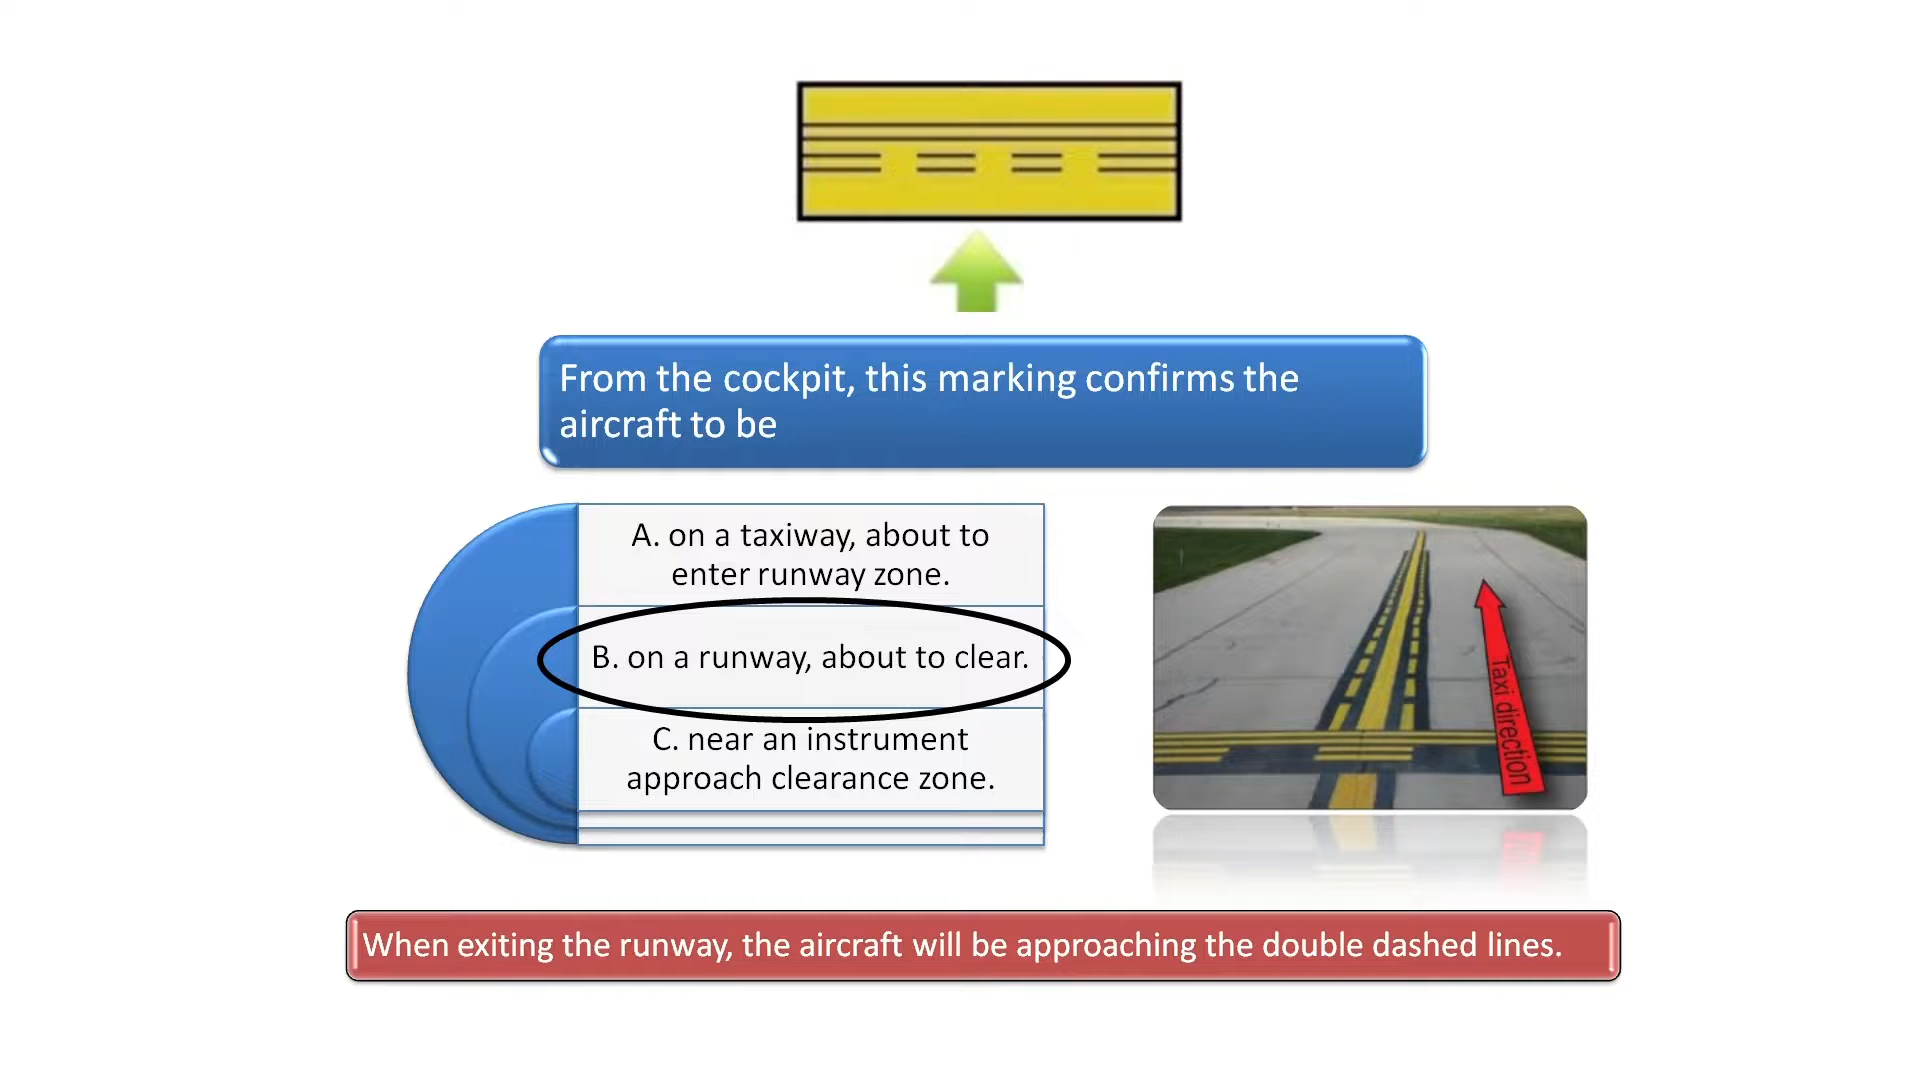 From the cockpit, this marking confirms the
aircraft to be
A. on a taxiway, about to
enter runway zone.
B. on a runway, about to clear.
C. near an instrument
approach clearance zone.
Taxi direction
When exiting the runway, the aircraft will be approaching the double dashed lines.